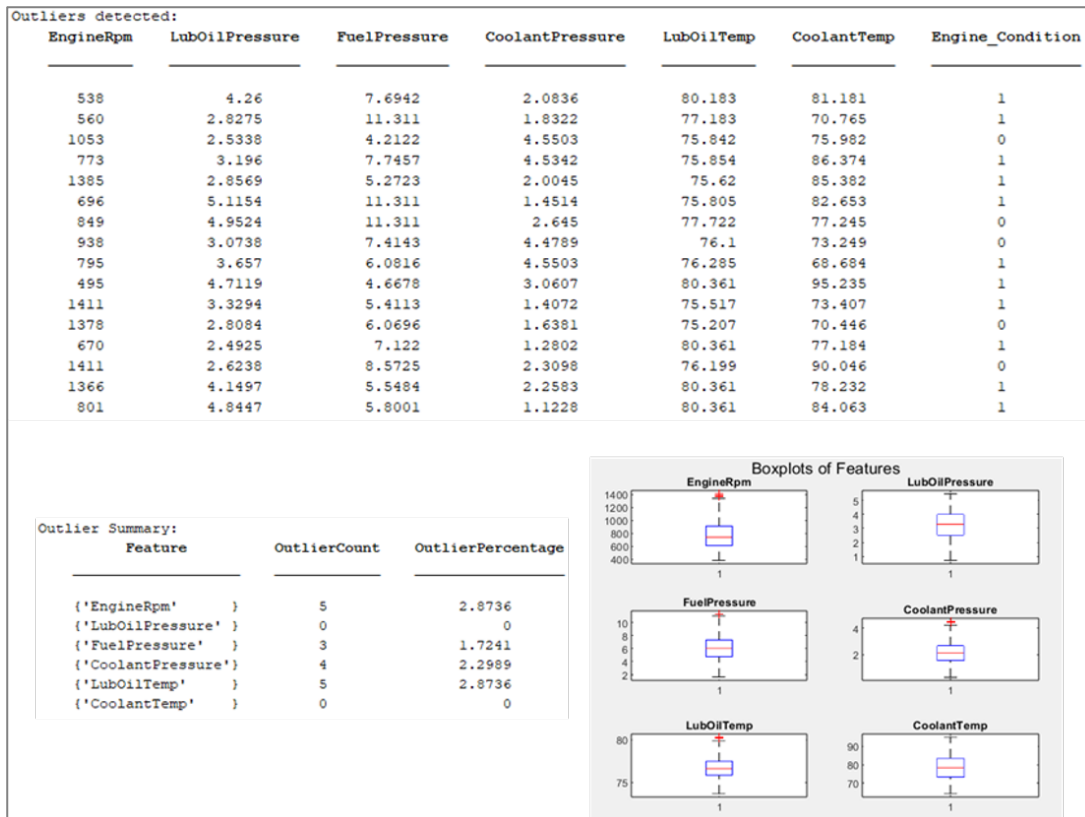 Outliers detected:
EngineRpm LubOilPressure FuelPressure CoolantPressure LubOilTemp CoolantTemp Engine_Condition
538 4.26 7.6942 2.0836 80.183 81.181 1
560 2.8275 11.311 1.8322 77.183 70.765 1
1053 2.5338 4.2122 4.5503 75.842 75.982 0
773 3.196 7.7457 4.5342 75.854 86.374 1
1385 2.8569 5.2723 2.0045 75.62 85.382 1
696 5.1154 11.311 1.4514 75.805 82.653 1
849 4.9524 11.311 2.645 77.722 77.245 0
938 3.0738 7.4143 4.4789 76.1 73.249 0
795 3.657 6.0816 4.5503 76.285 68.684 1
495 4.7119 4.6678 3.0607 80.361 95.235 1
1411 3.3294 5.4113 1.4072 75.517 73.407 1
1378 2.8084 6.0696 1.6381 75.207 70.446 0
670 2.4925 7.122 1.2802 80.361 77.184 1
1411 2.6238 8.5725 2.3098 76.199 90.046 0
1366 4.1497 5.5484 2.2583 80.361 78.232 1
801 4.8447 5.8001 1.1228 80.361 84.063 1
Outlier Summary:
Feature OutlierCount OutlierPercentage
{'EngineRpm' } 5 2.8736
{'LubOilPressure' } 0 0
{'FuelPressure' } 3 1.7241
{'CoolantPressure'} 4 2.2989
{'LubOilTemp' } 5 2.8736
{'CoolantTemp' } 0 0
Boxplots of Features
EngineRpm
1400
1200
1000
800
600
400
1
LubOilPressure
5
4
3
2
1
1
FuelPressure
10
8
6
4
2
1
CoolantPressure
4
2
1
LubOilTemp
80
75
1
CoolantTemp
90
80
70
1